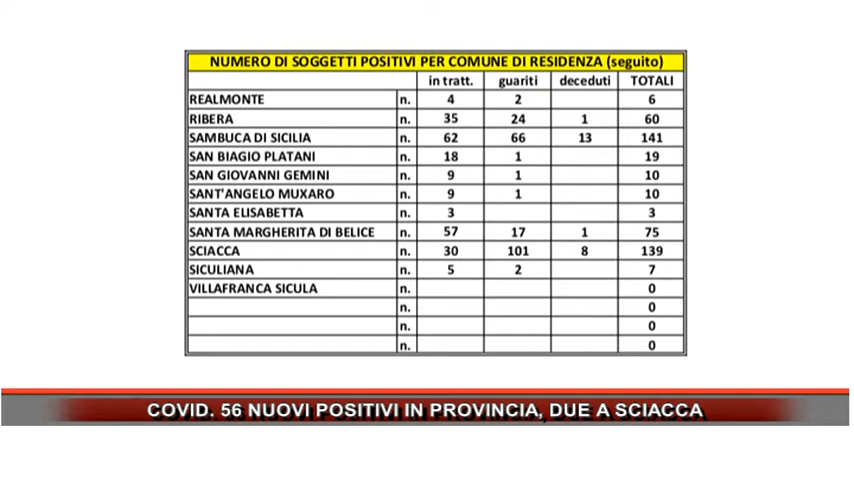 NUMERO DI SOGGETTI POSITIVI PER COMUNE DI RESIDENZA (seguito)
in tratt. guariti deceduti TOTALI
REALMONTE n. 4 2 6
RIBERA n. 35 24 1 60
SAMBUCA DI SICILIA n. 62 66 13 141
SAN BIAGIO PLATANI n. 18 1 19
SAN GIOVANNI GEMINI n. 9 1 10
SANT'ANGELO MUXARO n. 9 1 10
SANTA ELISABETTA n. 3 3
SANTA MARGHERITA DI BELICE n. 57 17 1 75
SCIACCA n. 30 101 8 139
SICULIANA n. 5 2 7
VILLAFRANCA SICULA n. 0
n. 0
n. 0
n. 0
COVID. 56 NUOVI POSITIVI IN PROVINCIA, DUE A SCIACCA